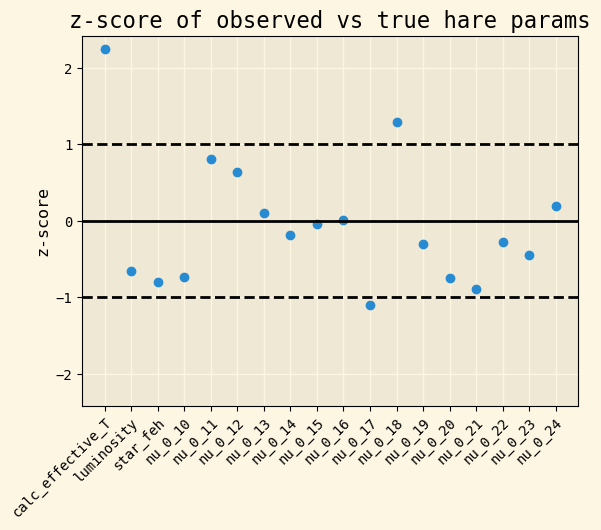 z-score of observed vs true hare params
z-score
2
1
0
−1
−2
calc_effective_T
luminosity
star_feh
nu_0_10
nu_0_11
nu_0_12
nu_0_13
nu_0_14
nu_0_15
nu_0_16
nu_0_17
nu_0_18
nu_0_19
nu_0_20
nu_0_21
nu_0_22
nu_0_23
nu_0_24